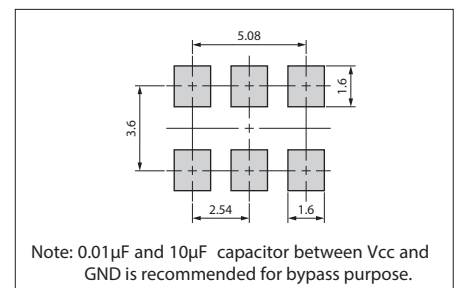 5.08
1.6
3.6
2.54
1.6
Note: 0.01µF and 10µF capacitor between Vcc and
GND is recommended for bypass purpose.